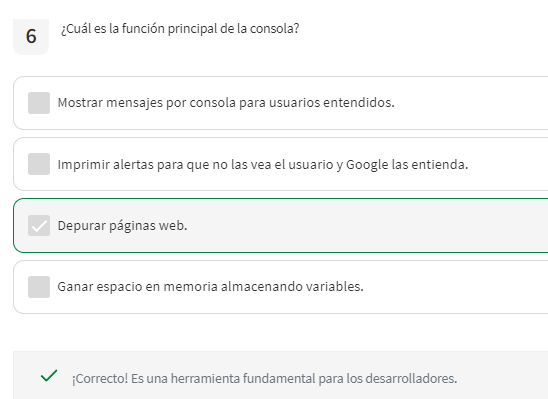 6
¿Cuál es la función principal de la consola?
Mostrar mensajes por consola para usuarios entendidos.
Imprimir alertas para que no las vea el usuario y Google las entienda.
Depurar páginas web.
Ganar espacio en memoria almacenando variables.
¡Correcto! Es una herramienta fundamental para los desarrolladores.